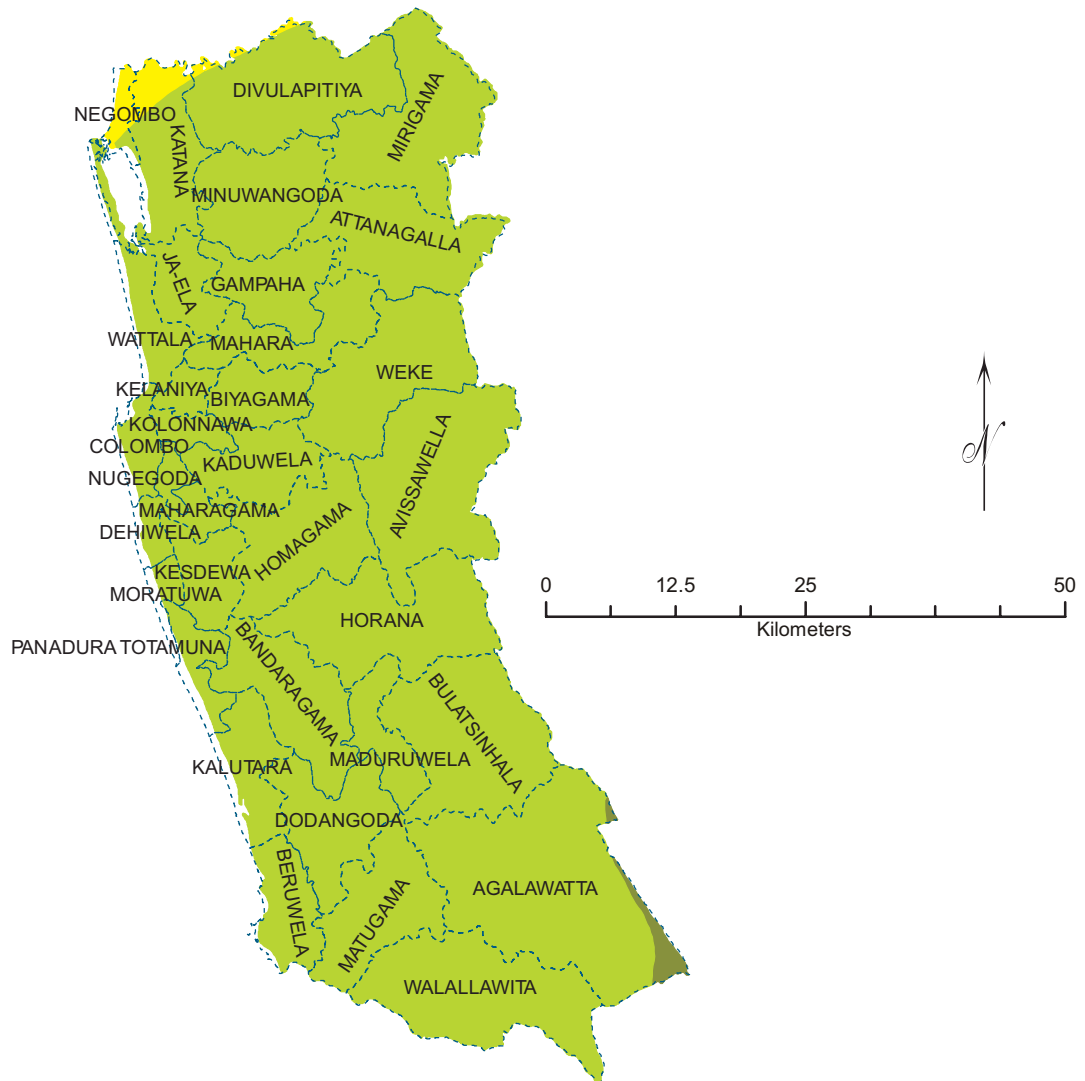 DIVULAPITIYA
MIRIGAMA
NEGOMBO
KATANA
MINUWANGODA
ATTANAGALLA
JA-ELA
GAMPAHA
WATTALA
MAHARA
WEKE
KELANIYA
BIYAGAMA
KOLONNAWA
COLOMBO
KADUWELA
AVISSAWELLA
NUGEGODA
MAHARAGAMA
DEHIWELA
HOMAGAMA
KESDEWA
MORATUWA
HORANA
PANADURA TOTAMUNA
BANDARAGAMA
BULATSINHALA
MADURUWELA
KALUTARA
DODANGODA
BERUWELA
AGALAWATTA
MATUGAMA
WALALLAWITA
N
0 12.5 25 50
Kilometers